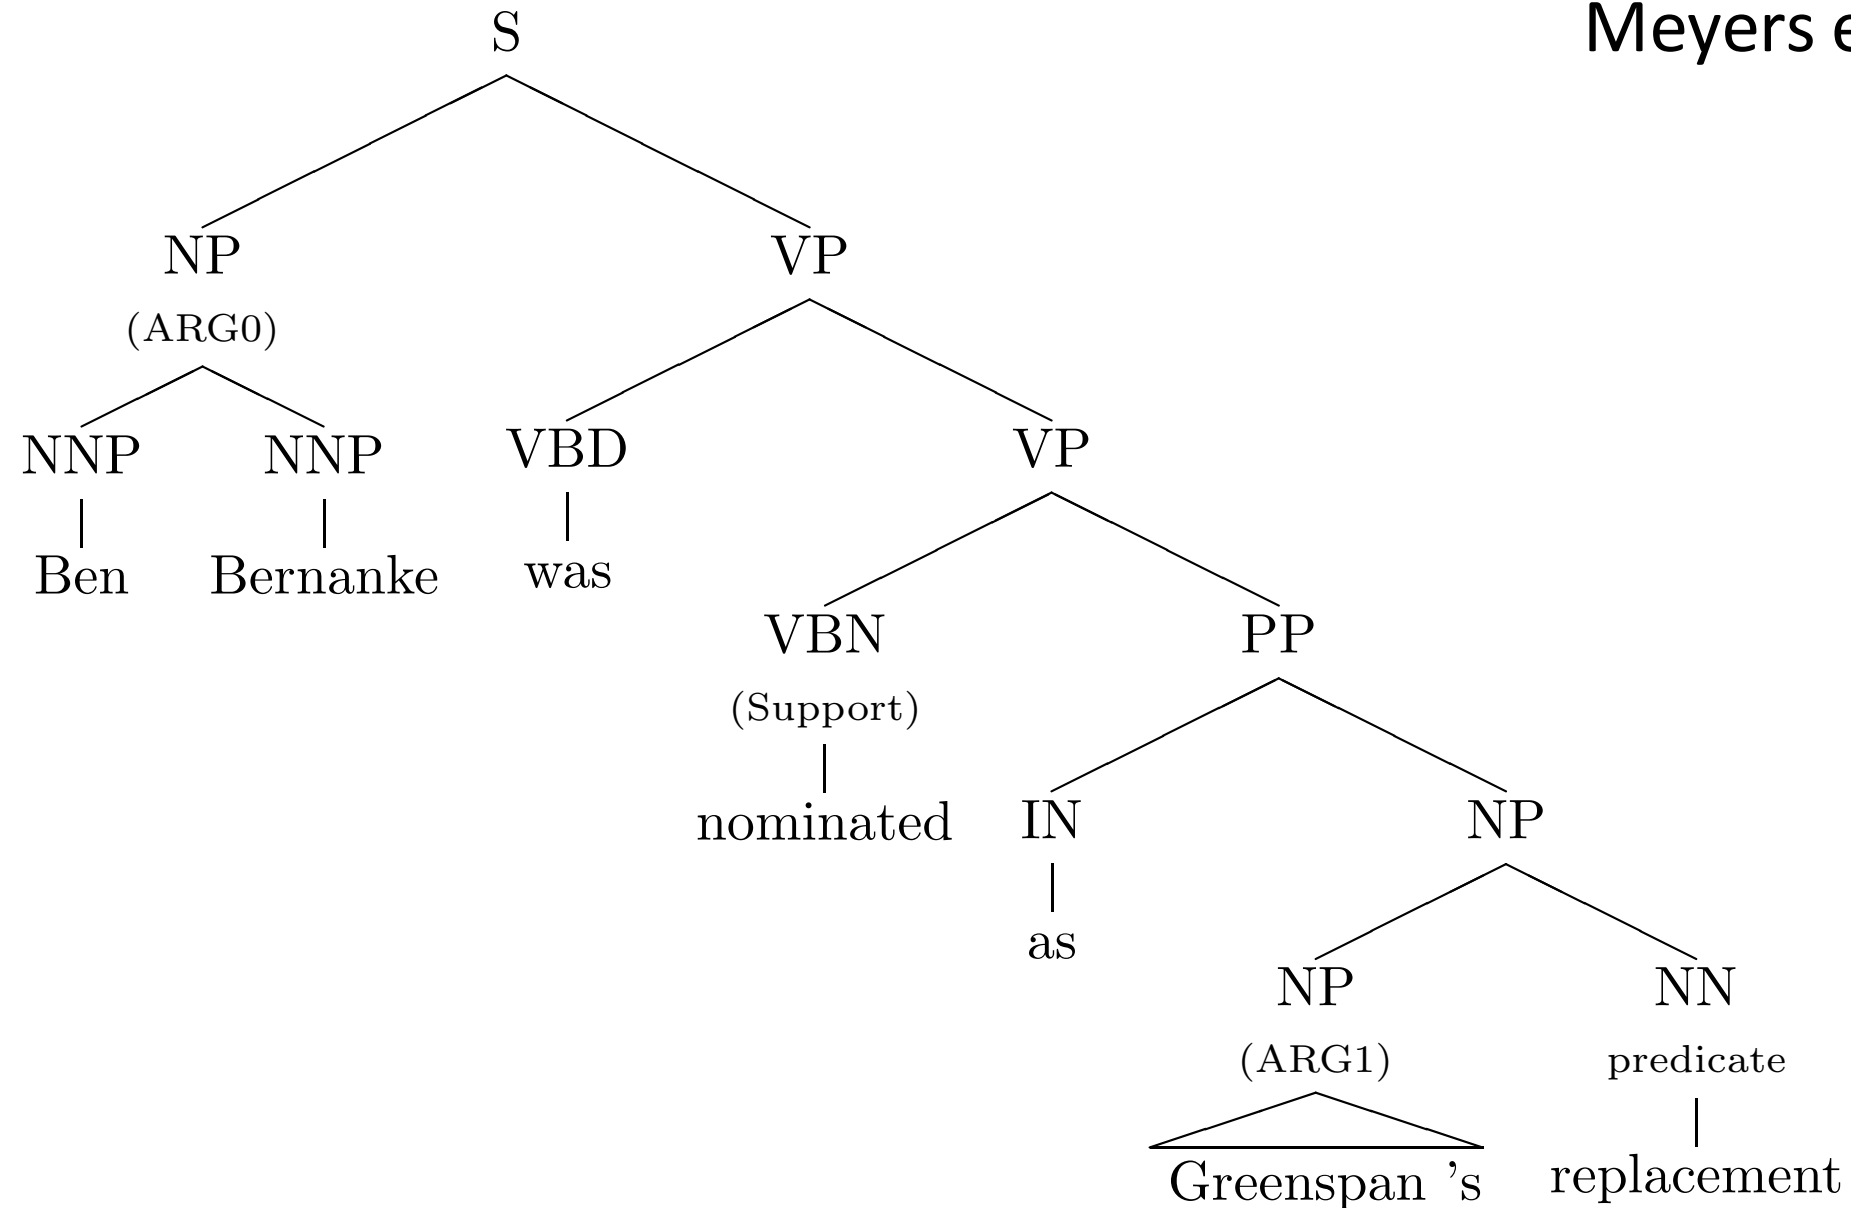 S
Meyers e
NP VP
(ARG0)
NNP NNP VBD VP
Ben Bernanke was
VBN PP
(Support)
nominated IN NP
as
NP NN
(ARG1) predicate
Greenspan 's replacement